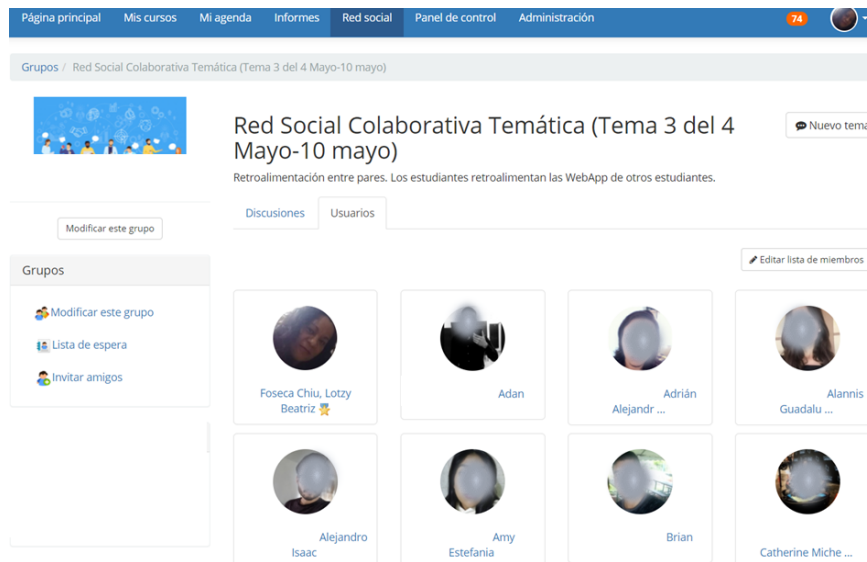 Página principal Mis cursos Mi agenda Informes Red social Panel de control Administración 74
Grupos / Red Social Colaborativa Temática (Tema 3 del 4 Mayo-10 mayo)
Red Social Colaborativa Temática (Tema 3 del 4
Mayo-10 mayo)
Nuevo tema
Retroalimentación entre pares. Los estudiantes retroalimentan las WebApp de otros estudiantes.
Discusiones Usuarios
Modificar este grupo
Editar lista de miembros
Grupos
Modificar este grupo
Lista de espera
Invitar amigos
Foseca Chiu, Lotzy
Beatriz
Adan
Adrián
Alejandr ...
Alannis
Guadalu ...
Alejandro
Isaac
Amy
Estefania
Brian
Catherine Miche ...